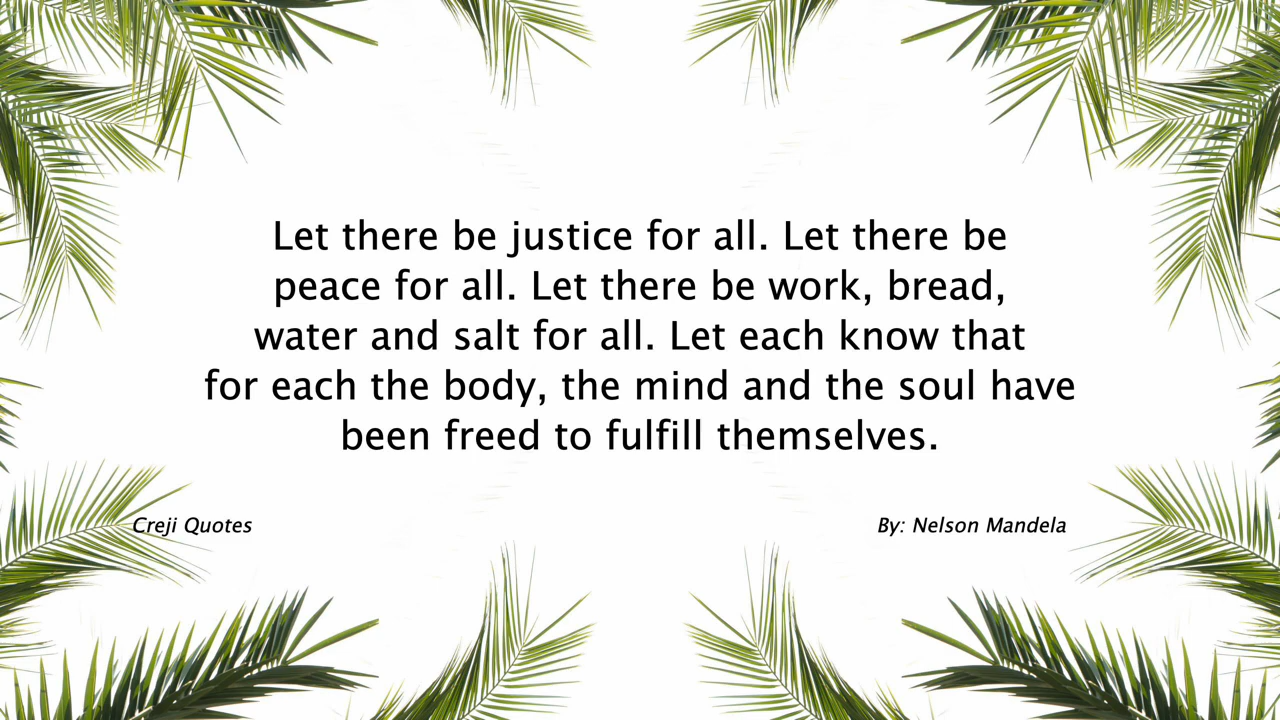 Let there be justice for all. Let there be
peace for all. Let there be work, bread,
water and salt for all. Let each know that
for each the body, the mind and the soul have
been freed to fulfill themselves.
Creji Quotes
By: Nelson Mandela